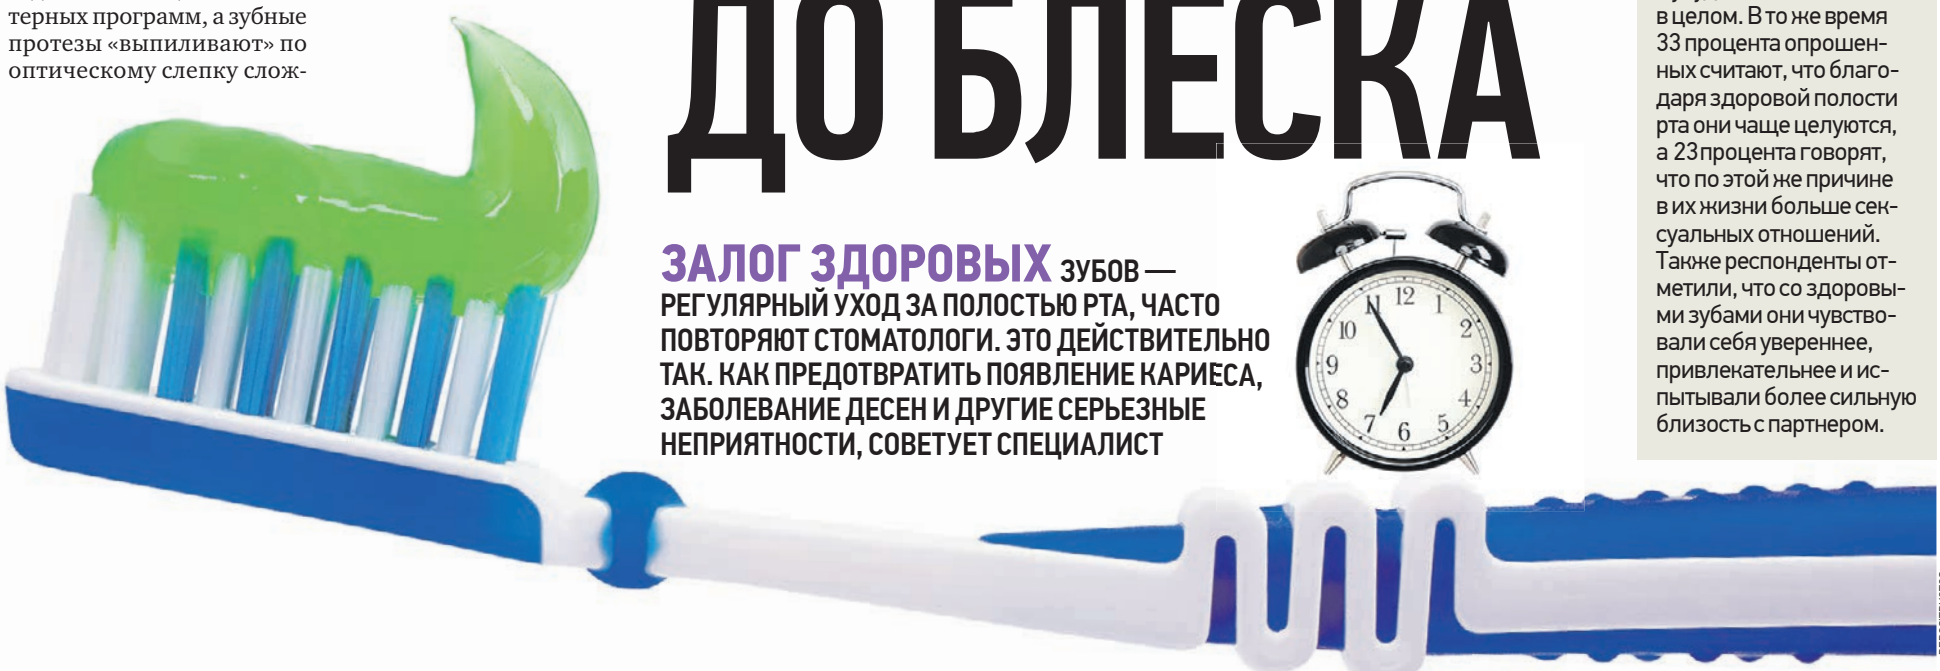 терных программ, а зубные
протезы «выпиливают» по
оптическому слепку слож-
ДО БЛЕСКА
ЗАЛОГ ЗДОРОВЫХ ЗУБОВ —
РЕГУЛЯРНЫЙ УХОД ЗА ПОЛОСТЬЮ РТА, ЧАСТО
ПОВТОРЯЮТ СТОМАТОЛОГИ. ЭТО ДЕЙСТВИТЕЛЬНО
ТАК. КАК ПРЕДОТВРАТИТЬ ПОЯВЛЕНИЕ КАРИЕСА,
ЗАБОЛЕВАНИЕ ДЕСЕН И ДРУГИЕ СЕРЬЕЗНЫЕ
НЕПРИЯТНОСТИ, СОВЕТУЕТ СПЕЦИАЛИСТ
12
1
2
3
4
5
6
7
8
9
10
11
в целом. В то же время
33 процента опрошен-
ных считают, что благо-
даря здоровой полости
рта они чаще целуются,
а 23 процента говорят,
что по этой же причине
в их жизни больше сек-
суальных отношений.
Также респонденты от-
метили, что со здоровы-
ми зубами они чувство-
вали себя увереннее,
привлекательнее и ис-
пытывали более сильную
близость с партнером.